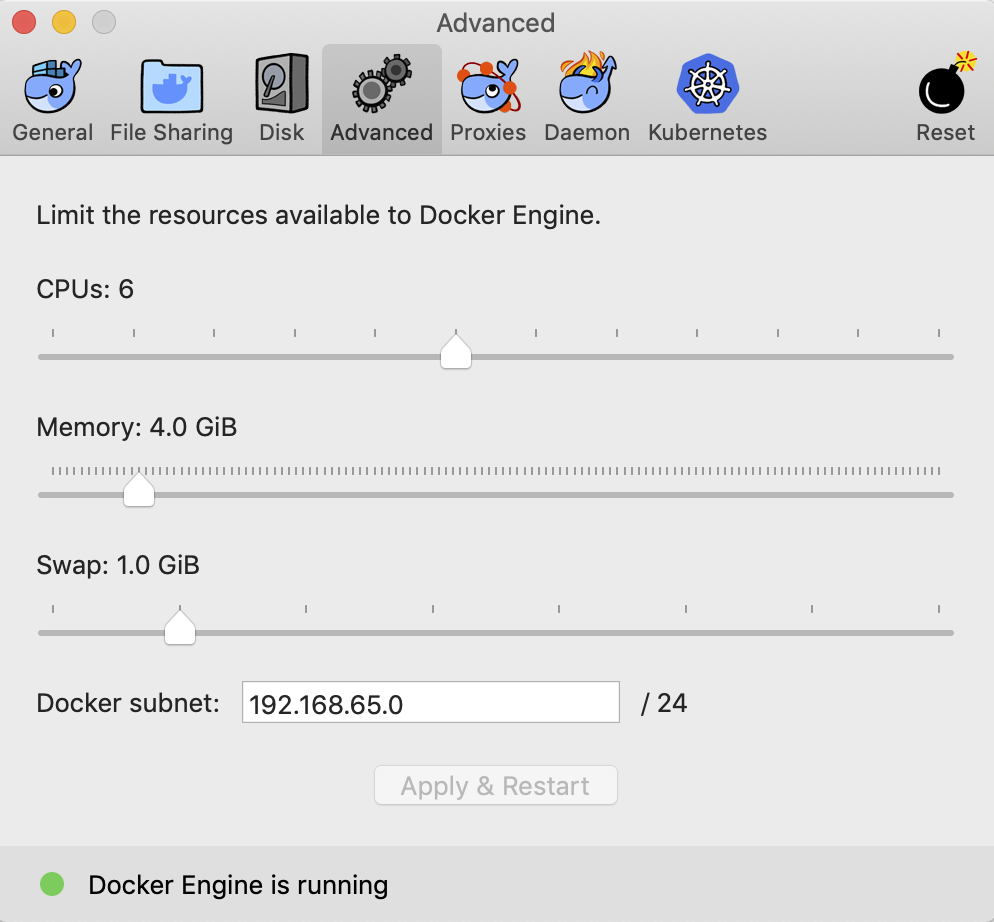 Advanced
General File Sharing Disk Advanced Proxies Daemon Kubernetes Reset
Limit the resources available to Docker Engine.
CPUs: 6
Memory: 4.0 GiB
Swap: 1.0 GiB
Docker subnet: 192.168.65.0 / 24
Apply & Restart
Docker Engine is running